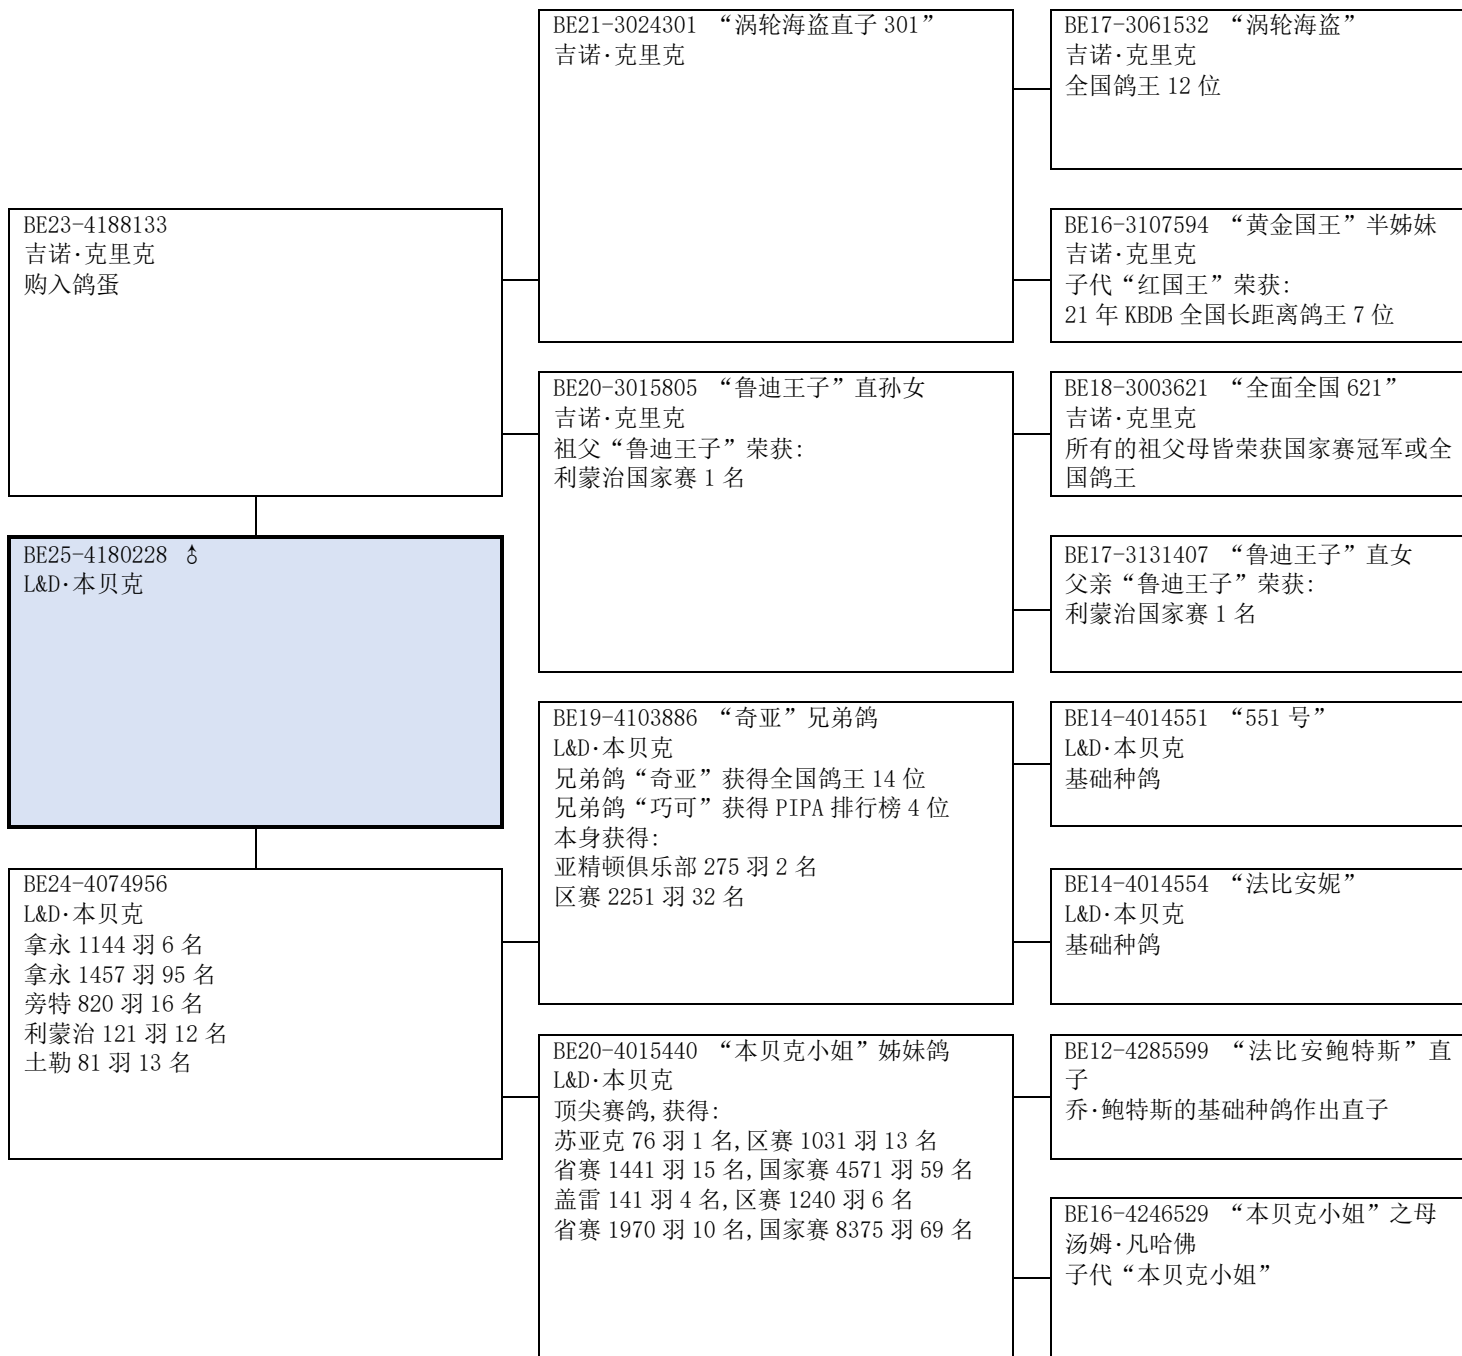 BE21-3024301 “涡轮海盗直子 301”
吉诺·克里克
BE17-3061532 “涡轮海盗”
吉诺·克里克
全国鸽王 12 位
BE23-4188133
吉诺·克里克
购入鸽蛋
BE16-3107594 “黄金国王”半姊妹
吉诺·克里克
子代“红国王”荣获:
21 年 KBDB 全国长距离鸽王 7 位
BE20-3015805 “鲁迪王子”直孙女
吉诺·克里克
祖父“鲁迪王子”荣获:
利蒙治国家赛 1 名
BE18-3003621 “全面全国 621”
吉诺·克里克
所有的祖父母皆荣获国家赛冠军或全
国鸽王
BE25-4180228 ♂
L&D·本贝克
BE17-3131407 “鲁迪王子”直女
父亲“鲁迪王子”荣获:
利蒙治国家赛 1 名
BE19-4103886 “奇亚”兄弟鸽
L&D·本贝克
兄弟鸽“奇亚”获得全国鸽王 14 位
兄弟鸽“巧可”获得 PIPA 排行榜 4 位
本身获得:
亚精顿俱乐部 275 羽 2 名
区赛 2251 羽 32 名
BE14-4014551 “551 号”
L&D·本贝克
基础种鸽
BE24-4074956
L&D·本贝克
拿永 1144 羽 6 名
拿永 1457 羽 95 名
旁特 820 羽 16 名
利蒙治 121 羽 12 名
土勒 81 羽 13 名
BE14-4014554 “法比安妮”
L&D·本贝克
基础种鸽
BE20-4015440 “本贝克小姐”姊妹鸽
L&D·本贝克
顶尖赛鸽,获得:
苏亚克 76 羽 1 名,区赛 1031 羽 13 名
省赛 1441 羽 15 名,国家赛 4571 羽 59 名
盖雷 141 羽 4 名,区赛 1240 羽 6 名
省赛 1970 羽 10 名,国家赛 8375 羽 69 名
BE12-4285599 “法比安鲍特斯”直
子
乔·鲍特斯的基础种鸽作出直子
BE16-4246529 “本贝克小姐”之母
汤姆·凡哈佛
子代“本贝克小姐”